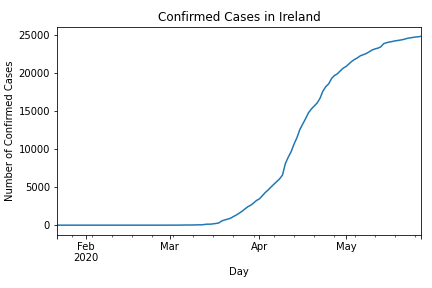 Confirmed Cases in Ireland
25000
20000
15000
10000
5000
0
Number of Confirmed Cases
Feb
2020
Mar
Apr
May
Day